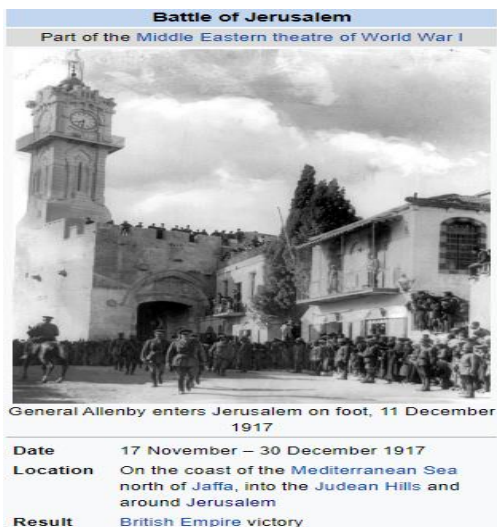 Battle of Jerusalem
Part of the Middle Eastern theatre of World War I
General Allenby enters Jerusalem on foot, 11 December
1917
Date 17 November – 30 December 1917
Location On the coast of the Mediterranean Sea
north of Jaffa, into the Judean Hills and
around Jerusalem
Result British Empire victory